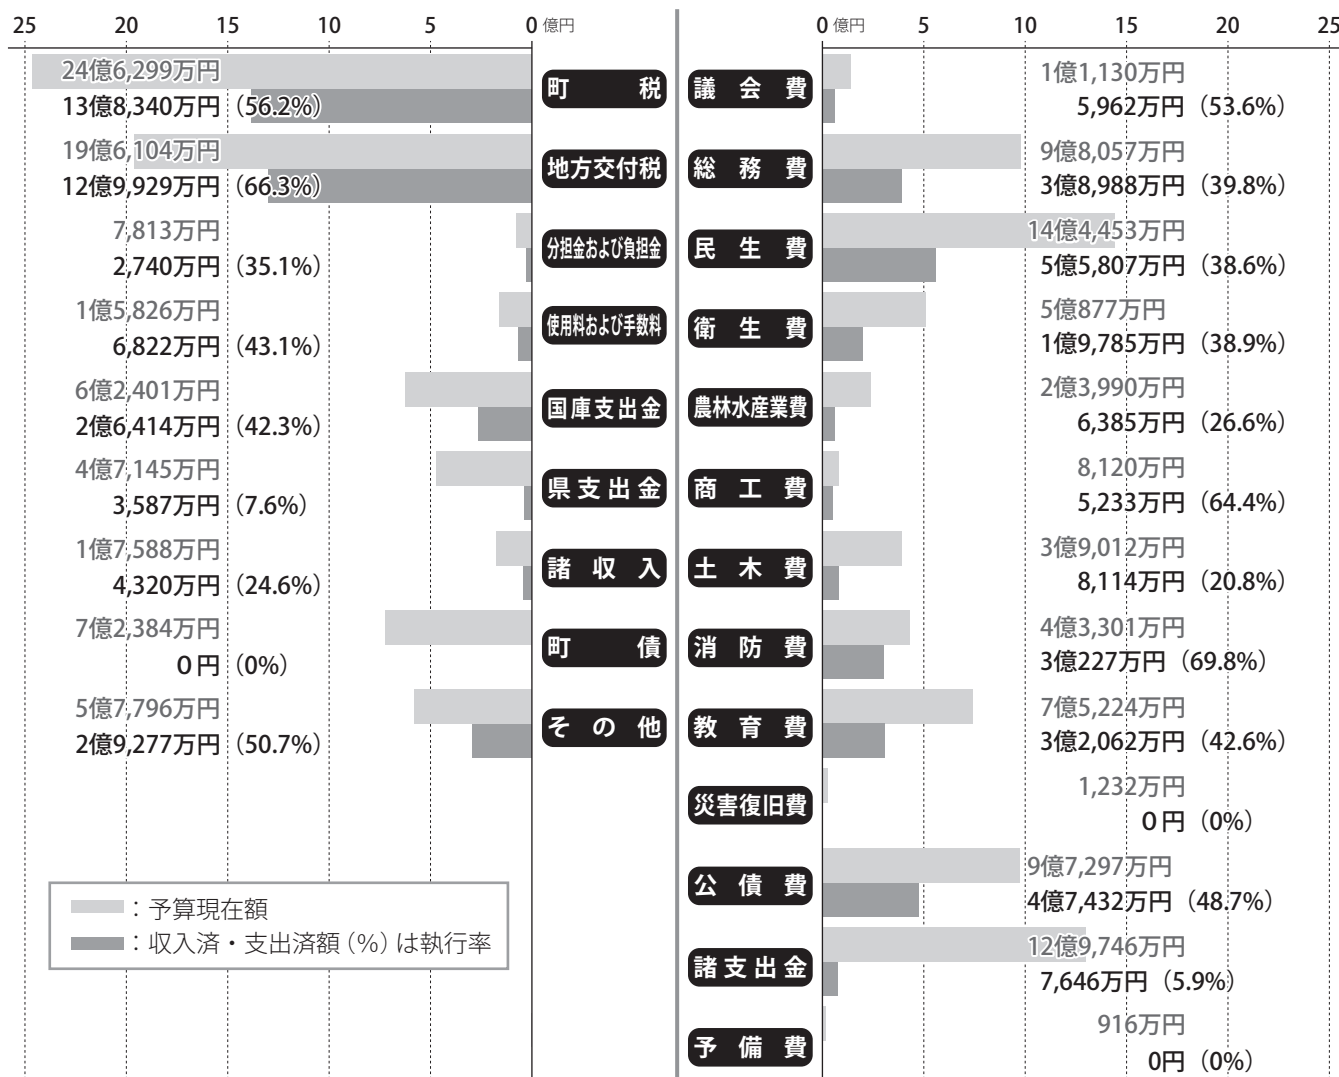 25 20 15 10 5 0 億円
24億6,299万円
13億8,340万円（56.2%）
町税
19億6,104万円
12億9,929万円（66.3%）
地方交付税
7,813万円
2,740万円（35.1%）
分担金および負担金
1億5,826万円
6,822万円（43.1%）
使用料および手数料
6億2,401万円
2億6,414万円（42.3%）
国庫支出金
4億7,145万円
3,587万円（7.6%）
県支出金
1億7,588万円
4,320万円（24.6%）
諸収入
7億2,384万円
0円（0%）
町債
5億7,796万円
2億9,277万円（50.7%）
その他
：予算現在額
：収入済・支出済額（%）は執行率
0 億円 5 10 15 20 25
議会費
1億1,130万円
5,962万円（53.6%）
総務費
9億8,057万円
3億8,988万円（39.8%）
民生費
14億4,453万円
5億5,807万円（38.6%）
衛生費
5億877万円
1億9,785万円（38.9%）
農林水産業費
2億3,990万円
6,385万円（26.6%）
商工費
8,120万円
5,233万円（64.4%）
土木費
3億9,012万円
8,114万円（20.8%）
消防費
4億3,301万円
3億227万円（69.8%）
教育費
7億5,224万円
3億2,062万円（42.6%）
災害復旧費
1,232万円
0円（0%）
公債費
9億7,297万円
4億7,432万円（48.7%）
諸支出金
12億9,746万円
7,646万円（5.9%）
予備費
916万円
0円（0%）